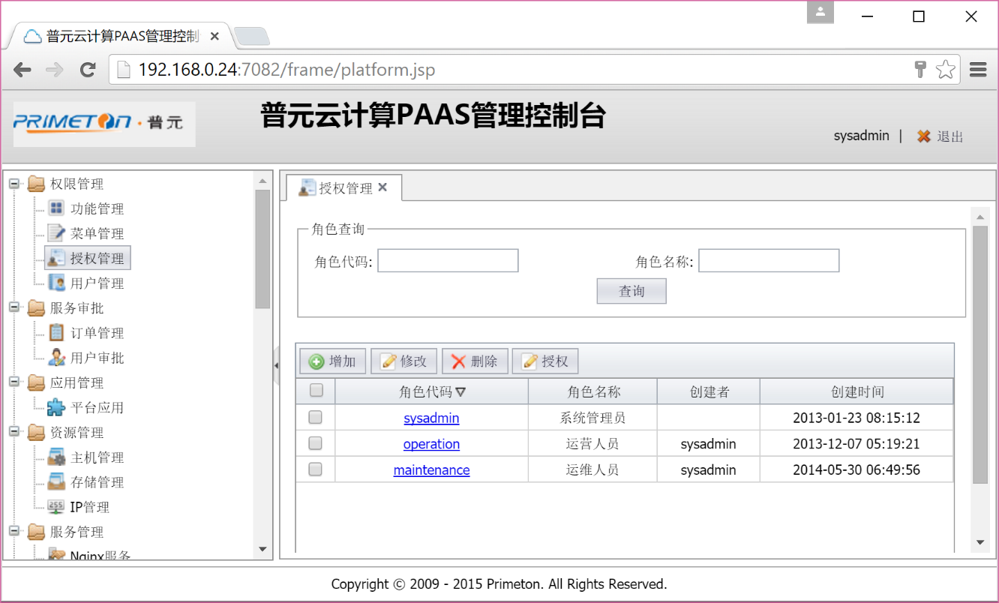 普元云计算PAAS管理控制
192.168.0.24:7082/frame/platform.jsp
PRIMETON · 普元
普元云计算PAAS管理控制台
sysadmin | 退出
权限管理
功能管理
菜单管理
授权管理
用户管理
服务审批
订单管理
用户审批
应用管理
平台应用
资源管理
主机管理
存储管理
255
IP管理
服务管理
Nginx服务
授权管理
角色查询
角色代码: 角色名称:
查询
增加 修改 删除 授权
角色代码 角色名称 创建者 创建时间
sysadmin 系统管理员 2013-01-23 08:15:12
operation 运营人员 sysadmin 2013-12-07 05:19:21
maintenance 运维人员 sysadmin 2014-05-30 06:49:56
Copyright © 2009 - 2015 Primeton. All Rights Reserved.